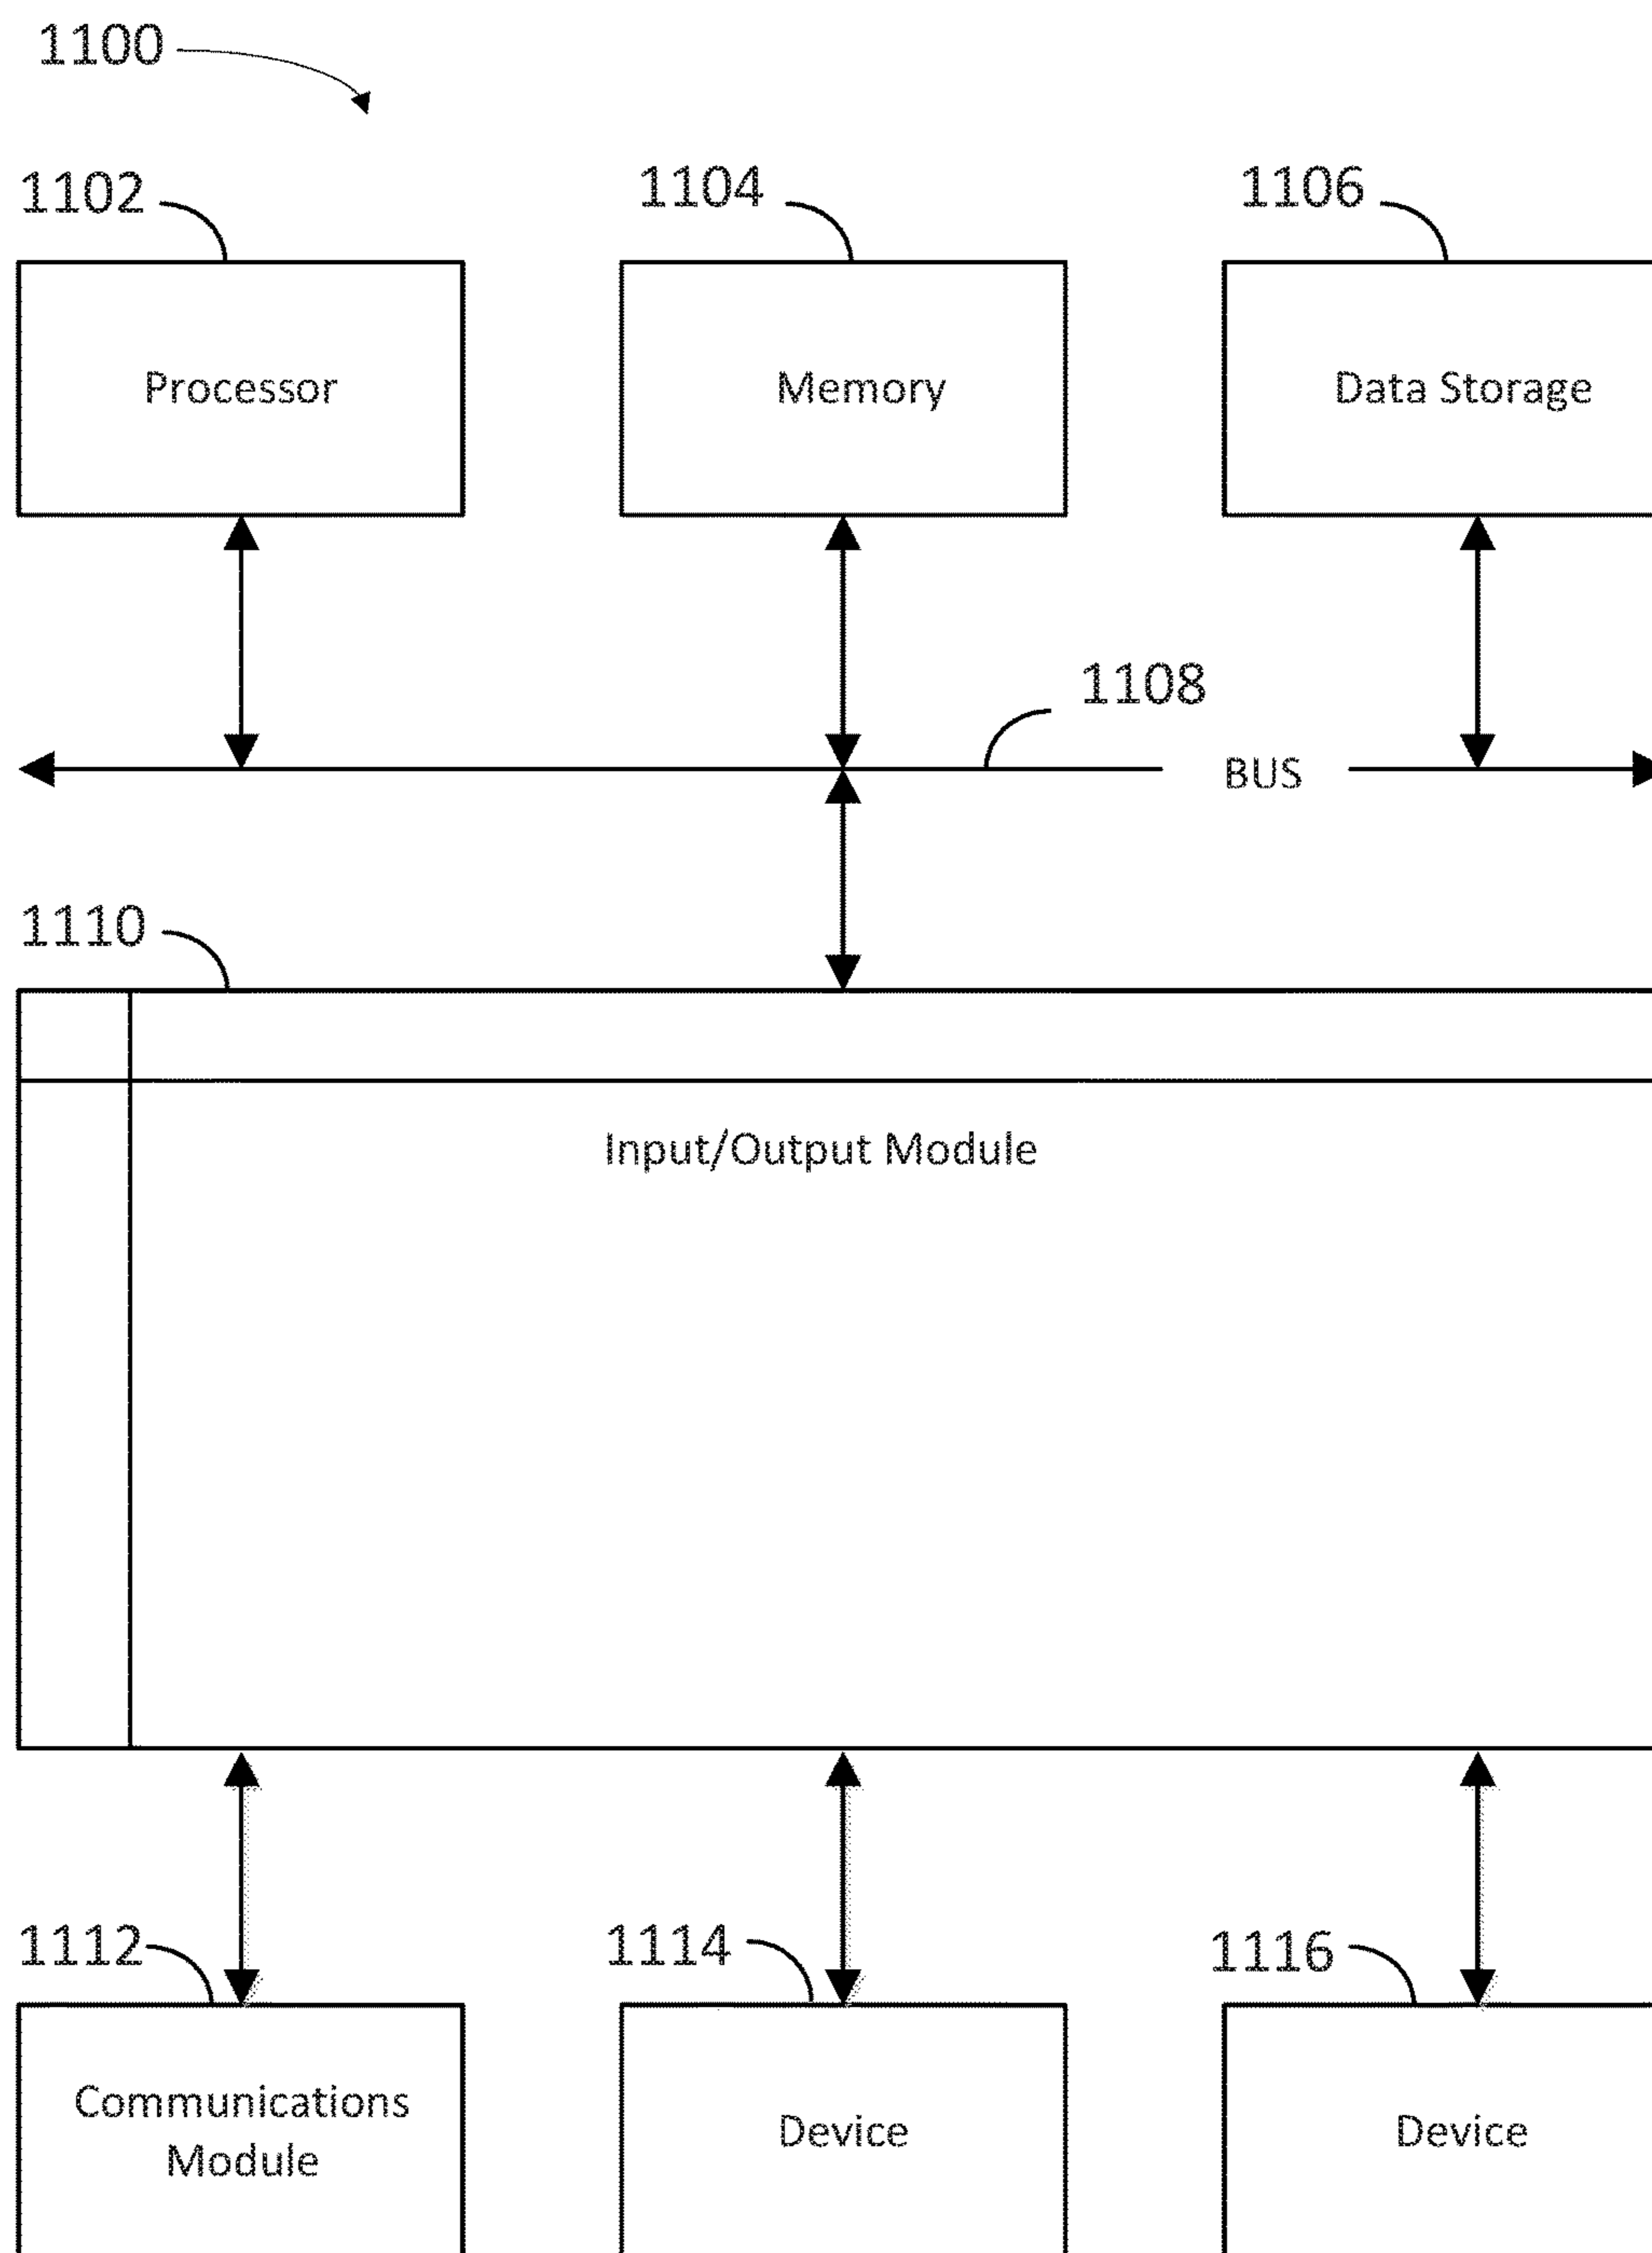 1100
1102
1104
1106
Processor
Memory
Data Storage
1108
BUS
1110
Input/Output Module
1112
1114
1116
Communications
Module
Device
Device